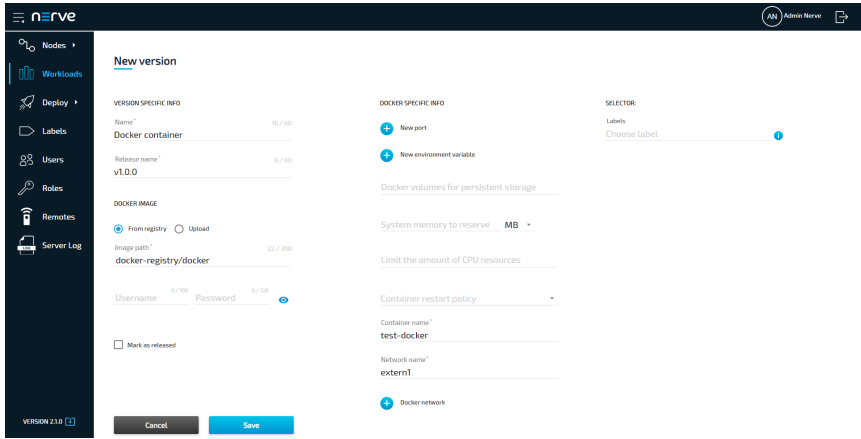 nerve
AN Admin Nerve
Nodes
Workloads
Deploy
Labels
Users
Roles
Remotes
LOG Server Log
VERSION 2.1.0
New version
VERSION SPECIFIC INFO
Name* 16 / 60
Docker container
Release name* 6 / 60
v1.0.0
DOCKER IMAGE
From registry Upload
Image path* 22 / 300
docker-registry/docker
0 / 100 0 / 128
Username Password
Mark as released
Cancel Save
DOCKER SPECIFIC INFO
New port
New environment variable
Docker volumes for persistent storage
System memory to reserve MB
Limit the amount of CPU resources
Container restart policy
Container name*
test-docker
Network name*
extern1
Docker network
SELECTOR:
Labels
Choose label